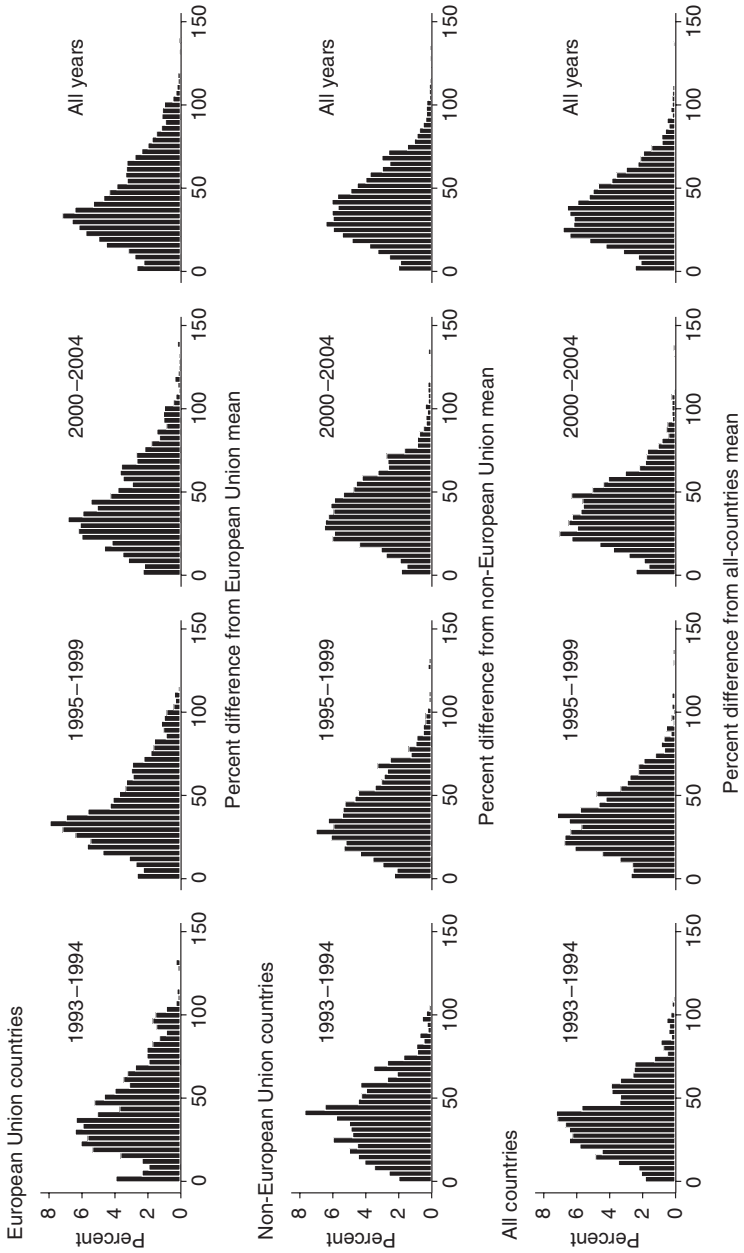 European Union countries
1993–1994
1995–1999
2000–2004
All years
Percent
8
6
4
2
0
0 50 100 150
0 50 100 150
0 50 100 150
0 50 100 150
Percent difference from European Union mean
Non-European Union countries
1993–1994
1995–1999
2000–2004
All years
Percent
8
6
4
2
0
0 50 100 150
0 50 100 150
0 50 100 150
0 50 100 150
Percent difference from non-European Union mean
All countries
1993–1994
1995–1999
2000–2004
All years
Percent
8
6
4
2
0
0 50 100 150
0 50 100 150
0 50 100 150
0 50 100 150
Percent difference from all-countries mean